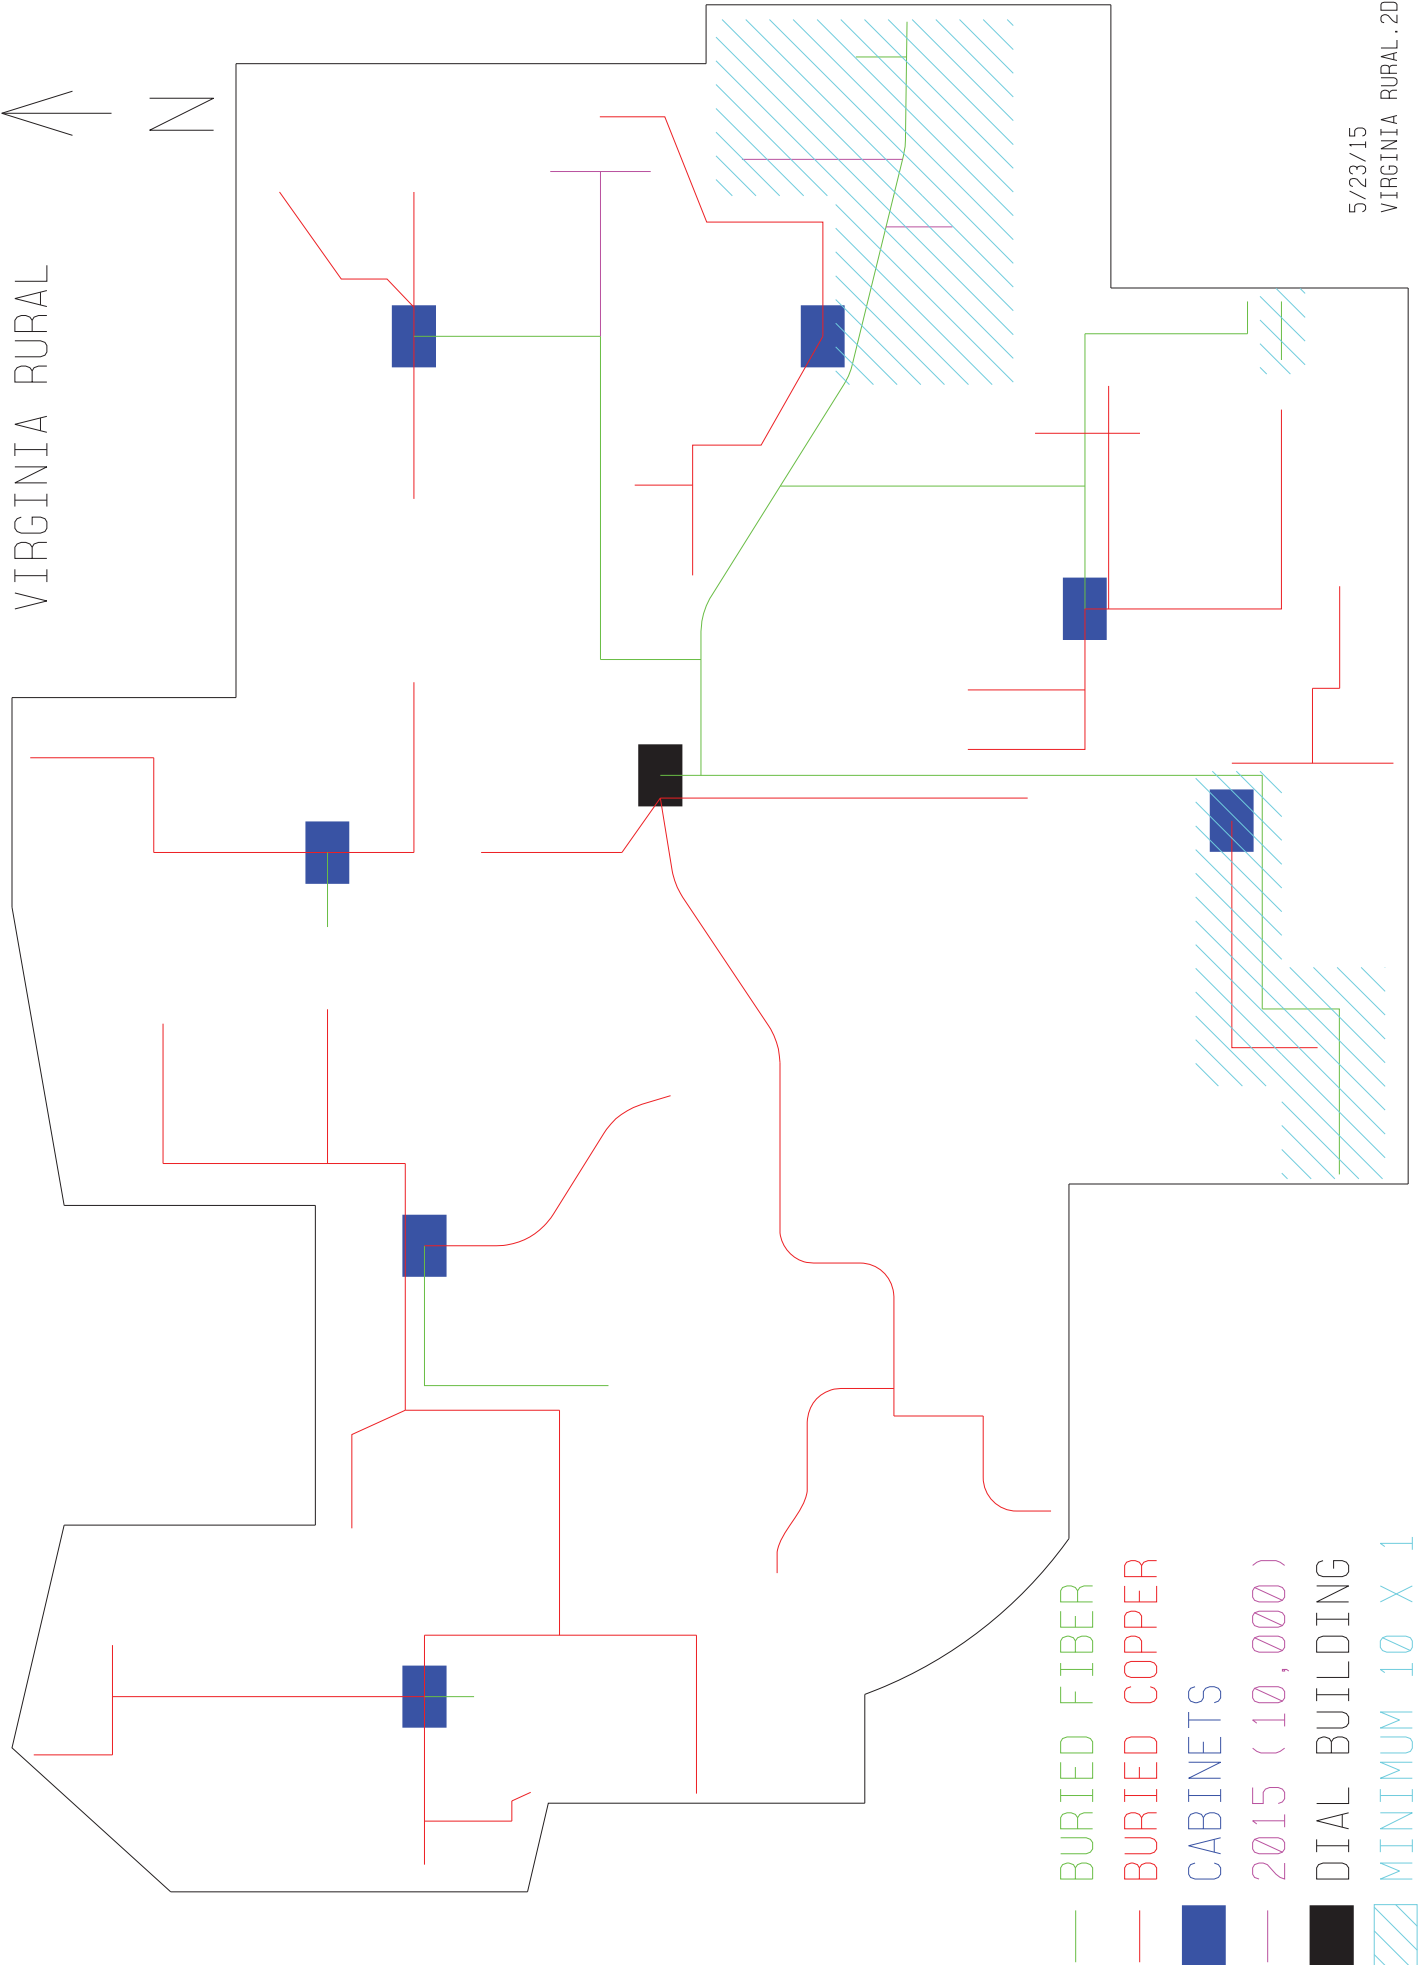 VIRGINIA RURAL
N
BURIED FIBER
BURIED COPPER
CABINETS
2015 (10,000)
DIAL BUILDING
MINIMUM 10 X 1
5/23/15
VIRGINIA RURAL.2D